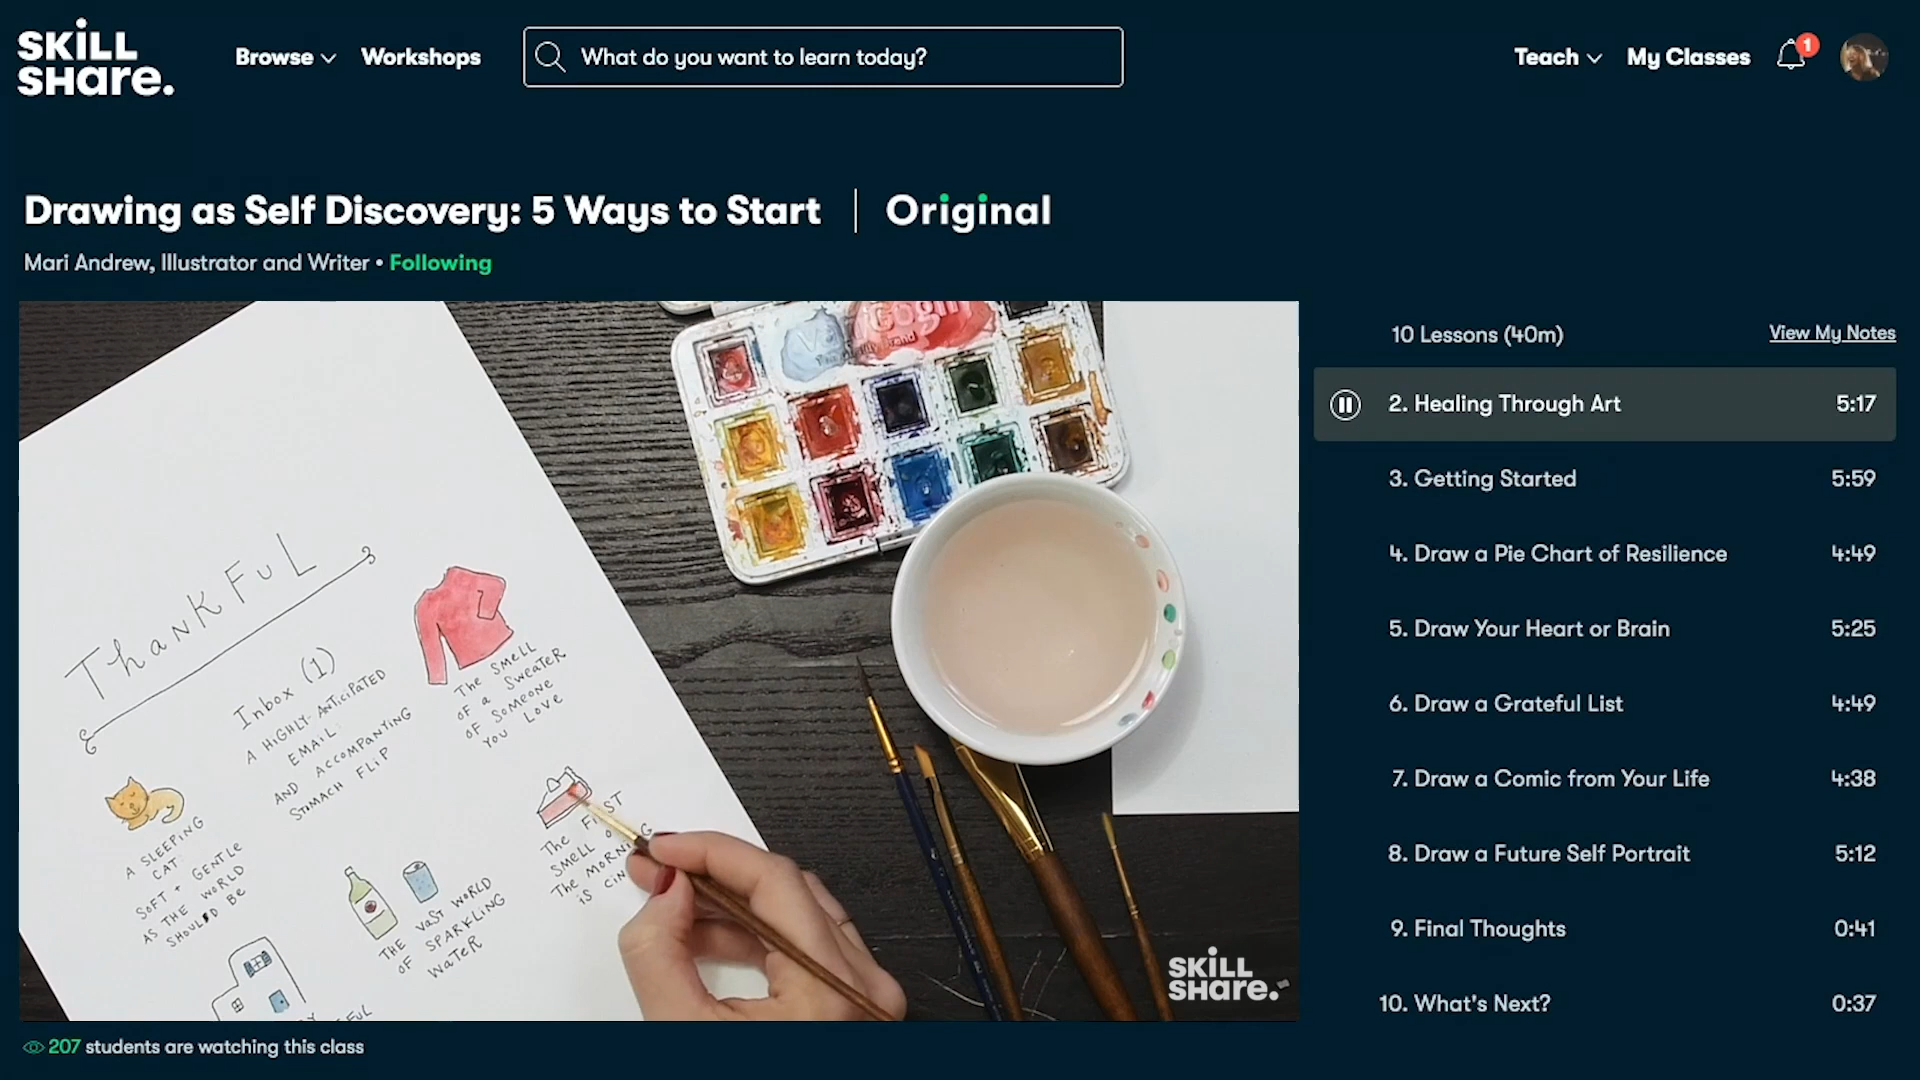 SKILL
SHare.
Browse
Workshops
What do you want to learn today?
Teach
My Classes
1
Drawing as Self Discovery: 5 Ways to Start
Original
Mari Andrew, Illustrator and Writer • Following
10 Lessons (40m)
View My Notes
2. Healing Through Art
5:17
3. Getting Started
5:59
4. Draw a Pie Chart of Resilience
4:49
5. Draw Your Heart or Brain
5:25
6. Draw a Grateful List
4:49
7. Draw a Comic from Your Life
4:38
8. Draw a Future Self Portrait
5:12
9. Final Thoughts
0:41
10. What's Next?
0:37
ThanKFuL
Inbox (1)
A HIGHLY-ANTICIPATED
EMAIL:
AND ACCOMPANYING
STOMACH FLIP
THE SMELL
OF a SWEATER
OF SOMEONE
YOU LOVE
A SLEEPING
CAT:
SOFT + GENTLE
AS THE WORLD
SHOULD BE
THE VaST WORLD
OF SPARKLING
WaTER
The
SMELL
THE
is
SKILL
SHare.
207 students are watching this class